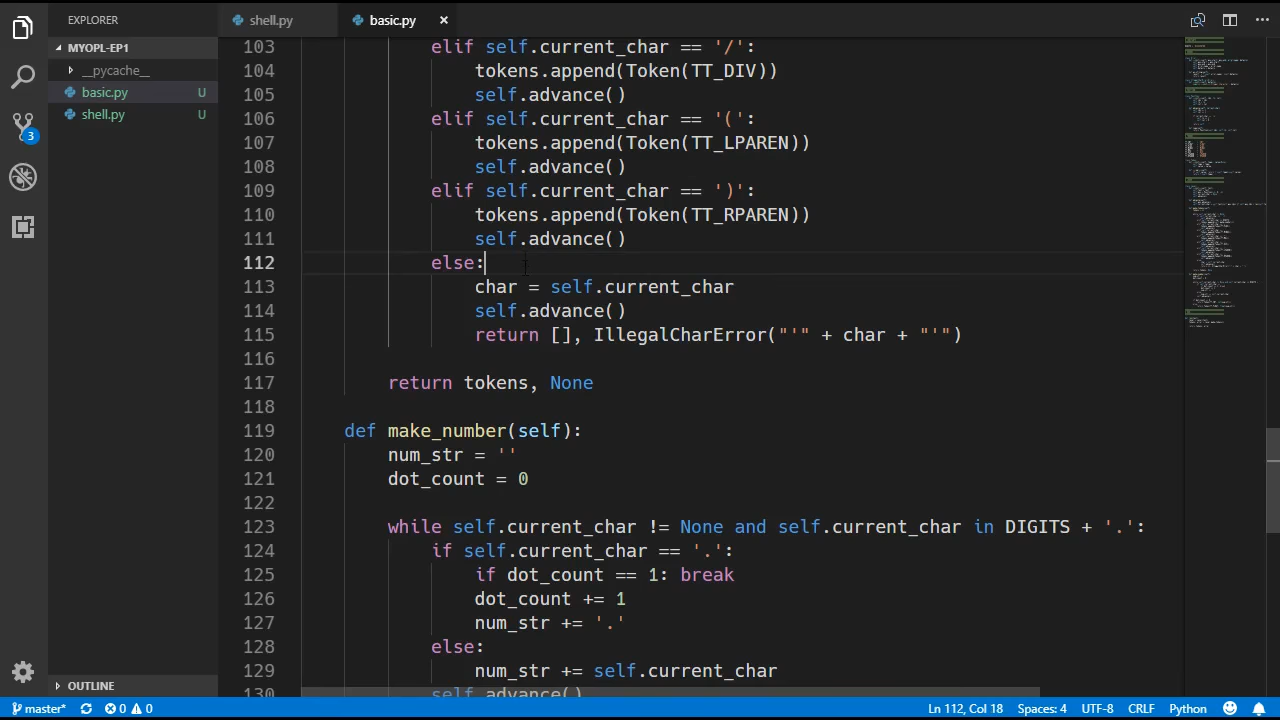 EXPLORER
shell.py
basic.py ×
MYOPL-EP1
__pycache__
basic.py U
shell.py U
3
103 elif self.current_char == '/':
104 tokens.append(Token(TT_DIV))
105 self.advance()
106 elif self.current_char == '(':
107 tokens.append(Token(TT_LPAREN))
108 self.advance()
109 elif self.current_char == ')':
110 tokens.append(Token(TT_RPAREN))
111 self.advance()
112 else:
113 char = self.current_char
114 self.advance()
115 return [], IllegalCharError("'" + char + "'")
116
117 return tokens, None
118
119 def make_number(self):
120 num_str = ''
121 dot_count = 0
122
123 while self.current_char != None and self.current_char in DIGITS + '.':
124 if self.current_char == '.':
125 if dot_count == 1: break
126 dot_count += 1
127 num_str += '.'
128 else:
129 num_str += self.current_char
130 self.advance()
OUTLINE
master* 0 0 Ln 112, Col 18 Spaces: 4 UTF-8 CRLF Python